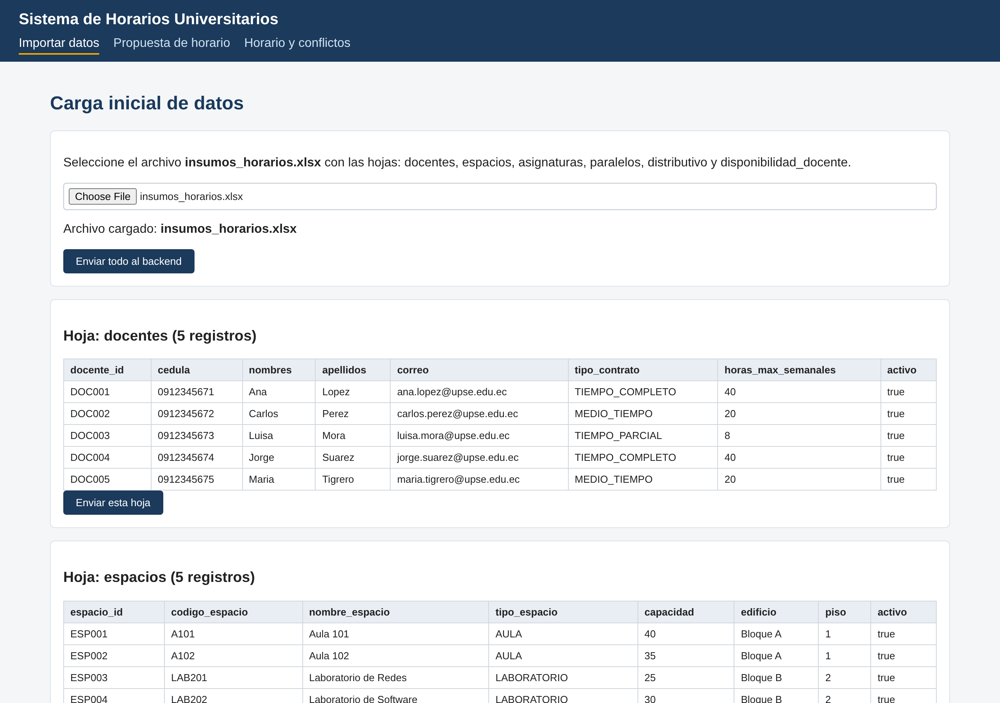 Sistema de Horarios Universitarios
Importar datos Propuesta de horario Horario y conflictos
Carga inicial de datos
Seleccione el archivo insumos_horarios.xlsx con las hojas: docentes, espacios, asignaturas, paralelos, distributivo y disponibilidad_docente.
Choose File insumos_horarios.xlsx
Archivo cargado: insumos_horarios.xlsx
Enviar todo al backend
Hoja: docentes (5 registros)
docente_id cedula nombres apellidos correo tipo_contrato horas_max_semanales activo
DOC001 0912345671 Ana Lopez ana.lopez@upse.edu.ec TIEMPO_COMPLETO 40 true
DOC002 0912345672 Carlos Perez carlos.perez@upse.edu.ec MEDIO_TIEMPO 20 true
DOC003 0912345673 Luisa Mora luisa.mora@upse.edu.ec TIEMPO_PARCIAL 8 true
DOC004 0912345674 Jorge Suarez jorge.suarez@upse.edu.ec TIEMPO_COMPLETO 40 true
DOC005 0912345675 Maria Tigrero maria.tigrero@upse.edu.ec MEDIO_TIEMPO 20 true
Enviar esta hoja
Hoja: espacios (5 registros)
espacio_id codigo_espacio nombre_espacio tipo_espacio capacidad edificio piso activo
ESP001 A101 Aula 101 AULA 40 Bloque A 1 true
ESP002 A102 Aula 102 AULA 35 Bloque A 1 true
ESP003 LAB201 Laboratorio de Redes LABORATORIO 25 Bloque B 2 true
ESP004 LAB202 Laboratorio de Software LABORATORIO 30 Bloque B 2 true